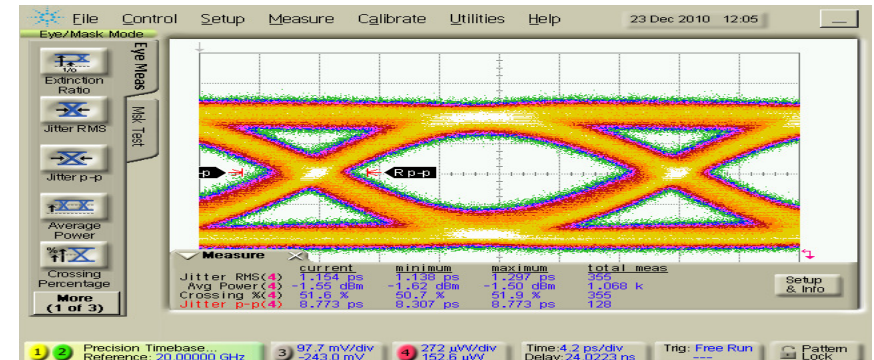 File Control Setup Measure Calibrate Utilities Help 23 Dec 2010 12:05
Eye/Mask Mode
Eye Meas
Msk Test
Extinction
Ratio
Jitter RMS
Jitter p-p
Average
Power
Crossing
Percentage
More
(1 of 3)
p
R p-p
Measure
current minimum maximum total meas
Jitter RMS(4) 1.154 ps 1.138 ps 1.297 ps 355
Avg Power(4) -1.55 dBm -1.62 dBm -1.50 dBm 1.068 k
Crossing %(4) 51.6 % 50.7 % 51.9 % 355
Jitter p-p(4) 8.773 ps 8.307 ps 8.773 ps 128
Setup
& Info
1 2 Precision Timebase...
Reference: 20.00000 GHz
3 97.7 mV/div
-243.0 mV
4 272 µW/div
152.6 µW
Time:4.2 ps/div
Delay:24.0223 ns
Trig: Free Run
---
Pattern
Lock